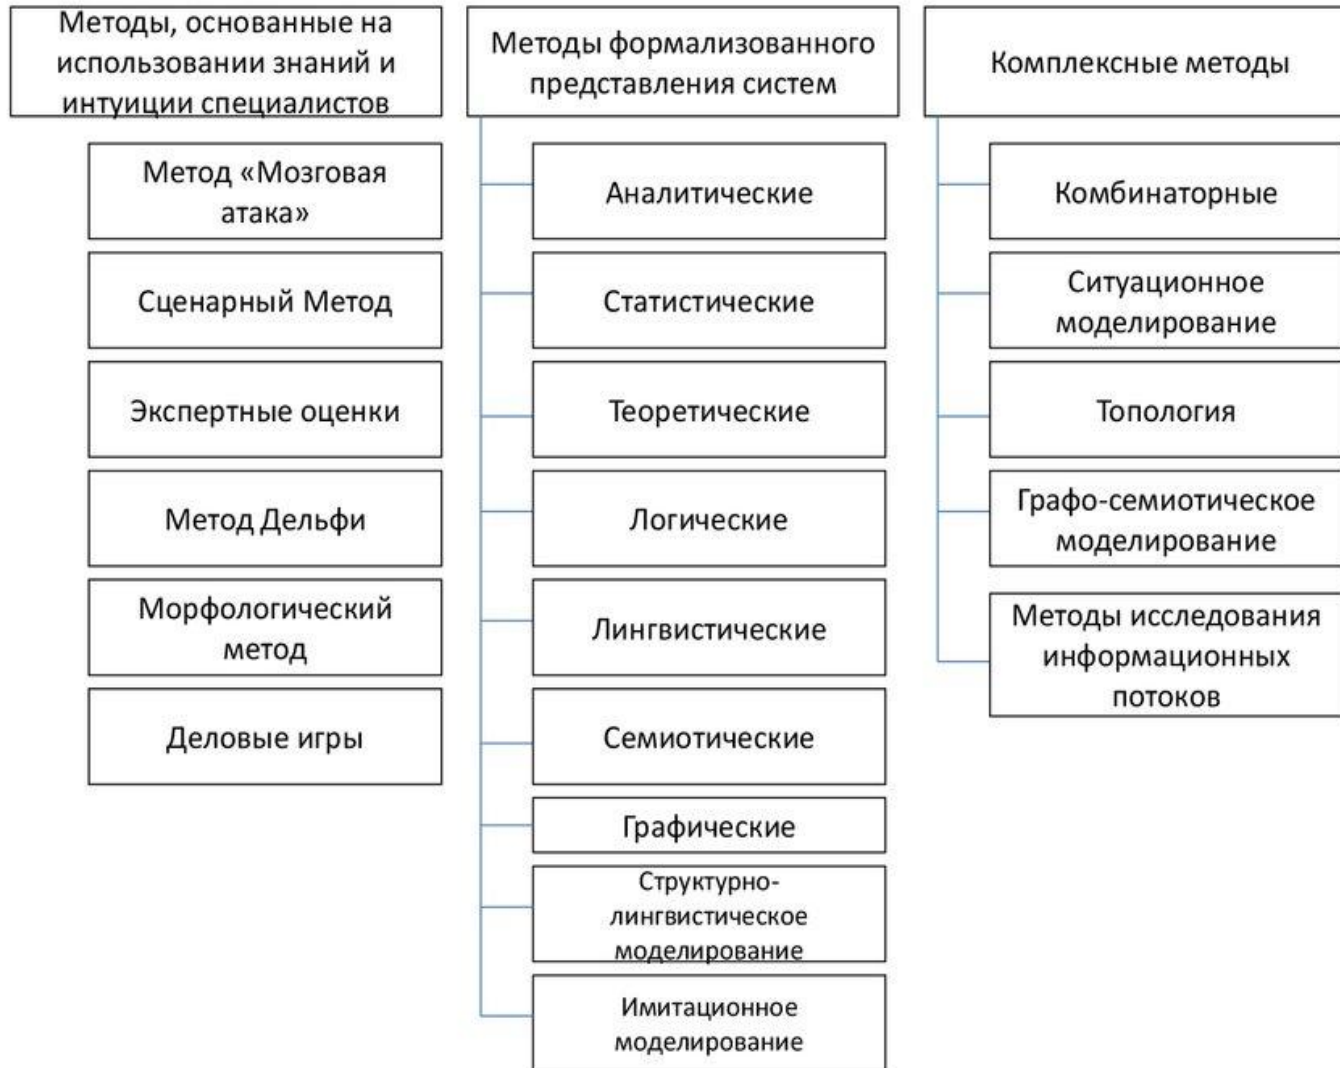 Методы, основанные на
использовании знаний и
интуиции специалистов
Метод «Мозговая
атака»
Сценарный Метод
Экспертные оценки
Метод Дельфи
Морфологический
метод
Деловые игры
Методы формализованного
представления систем
Аналитические
Статистические
Теоретические
Логические
Лингвистические
Семиотические
Графические
Структурно-
лингвистическое
моделирование
Имитационное
моделирование
Комплексные методы
Комбинаторные
Ситуационное
моделирование
Топология
Графо-семиотическое
моделирование
Методы исследования
информационных
потоков